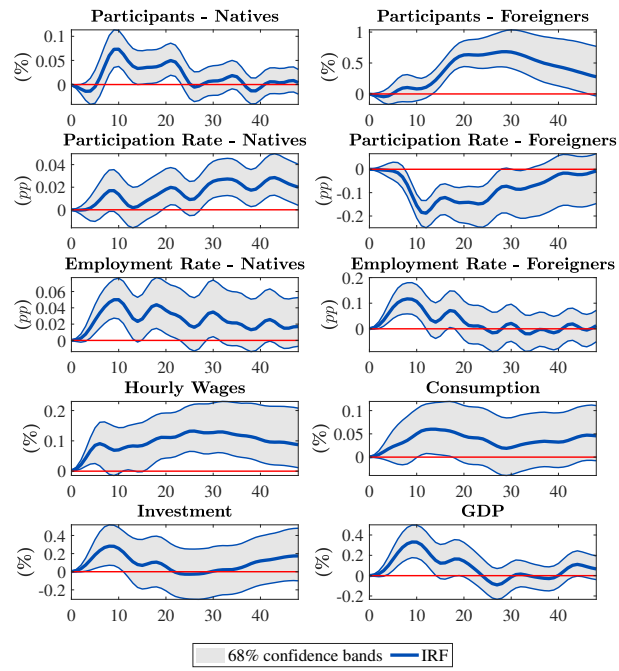 Participants - Natives
Participants - Foreigners
(%)
0.1
0.05
0
0 10 20 30 40
(%)
1
0.5
0
0 10 20 30 40
Participation Rate - Natives
Participation Rate - Foreigners
(pp)
0.04
0.02
0
0 10 20 30 40
(pp)
0
-0.1
-0.2
0 10 20 30 40
Employment Rate - Natives
Employment Rate - Foreigners
(pp)
0.06
0.04
0.02
0
0 10 20 30 40
(pp)
0.2
0.1
0
0 10 20 30 40
Hourly Wages
Consumption
(%)
0.2
0.1
0
0 10 20 30 40
(%)
0.1
0.05
0
0 10 20 30 40
Investment
GDP
(%)
0.4
0.2
0
-0.2
0 10 20 30 40
(%)
0.4
0.2
0
-0.2
0 10 20 30 40
68% confidence bands IRF